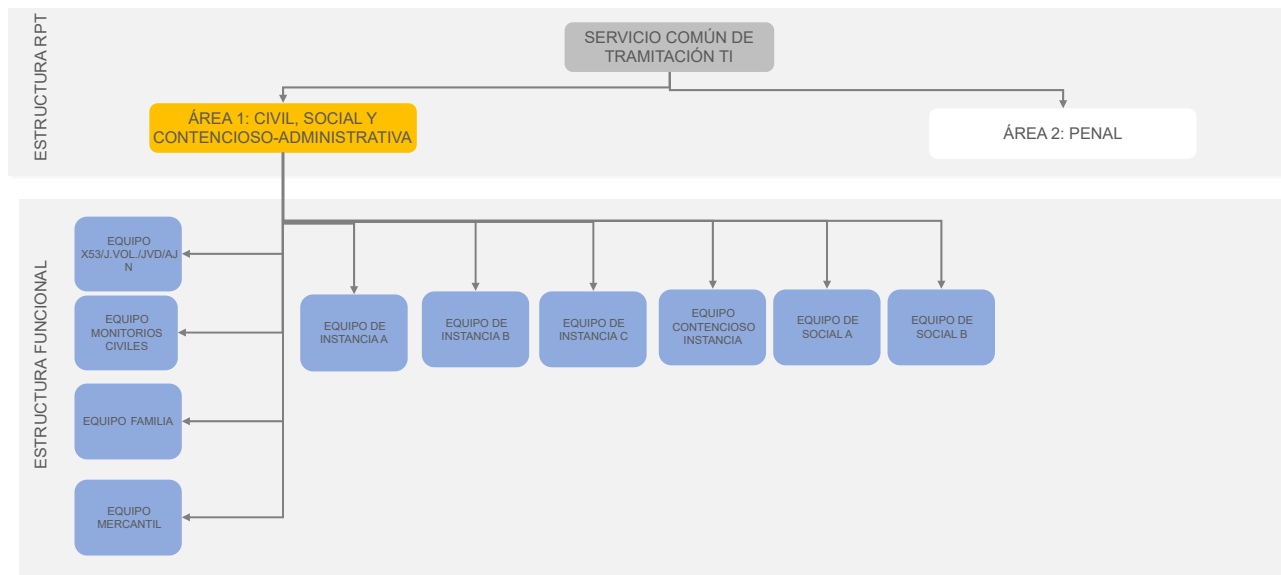 ESTRUCTURA RPT
SERVICIO COMÚN DE
TRAMITACIÓN TI
ÁREA 1: CIVIL, SOCIAL Y
CONTENCIOSO-ADMINISTRATIVA
ÁREA 2: PENAL
ESTRUCTURA FUNCIONAL
EQUIPO
X53/J.VOL./JVD/AJ
N
EQUIPO
MONITORIOS
CIVILES
EQUIPO FAMILIA
EQUIPO
MERCANTIL
EQUIPO DE
INSTANCIA A
EQUIPO DE
INSTANCIA B
EQUIPO DE
INSTANCIA C
EQUIPO
CONTENCIOSO
INSTANCIA
EQUIPO DE
SOCIAL A
EQUIPO DE
SOCIAL B